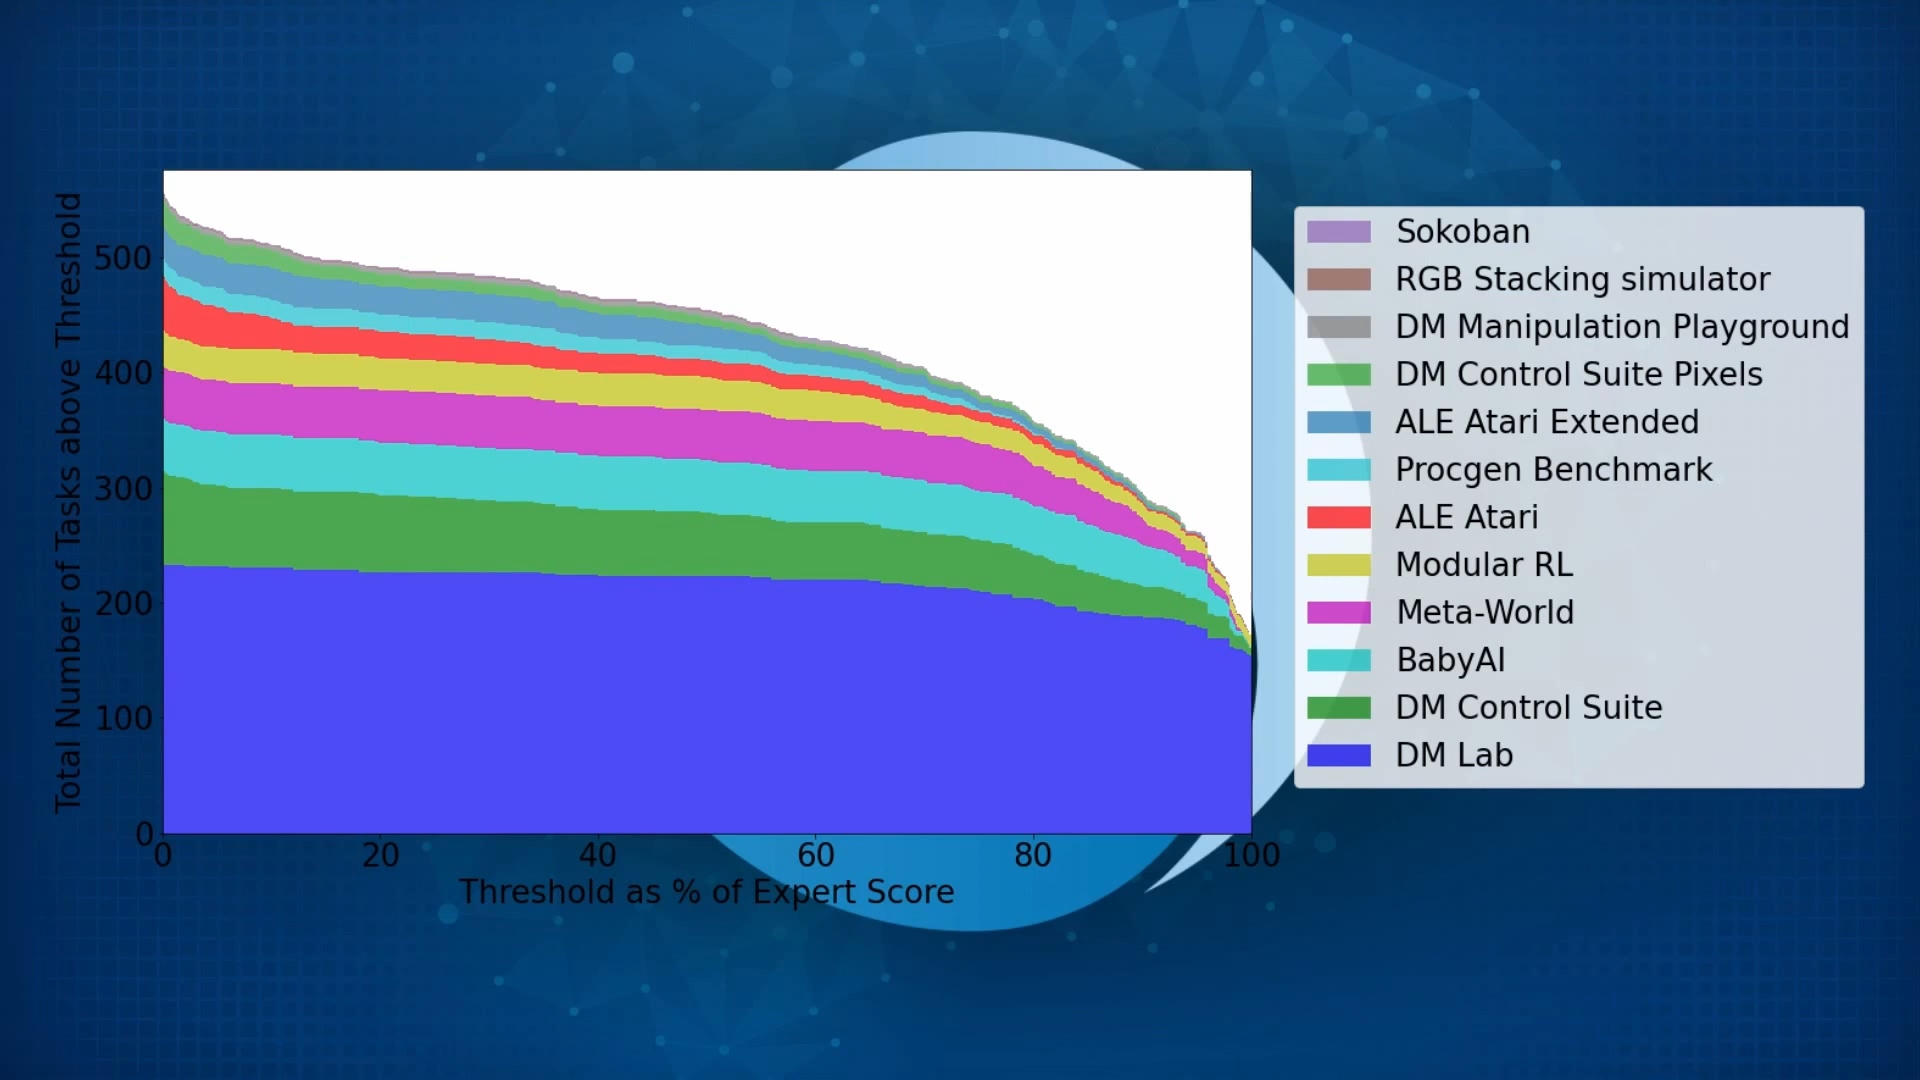 Total Number of Tasks above Threshold
500
400
300
200
100
0
0 20 40 60 80 100
Threshold as % of Expert Score
Sokoban
RGB Stacking simulator
DM Manipulation Playground
DM Control Suite Pixels
ALE Atari Extended
Procgen Benchmark
ALE Atari
Modular RL
Meta-World
BabyAI
DM Control Suite
DM Lab